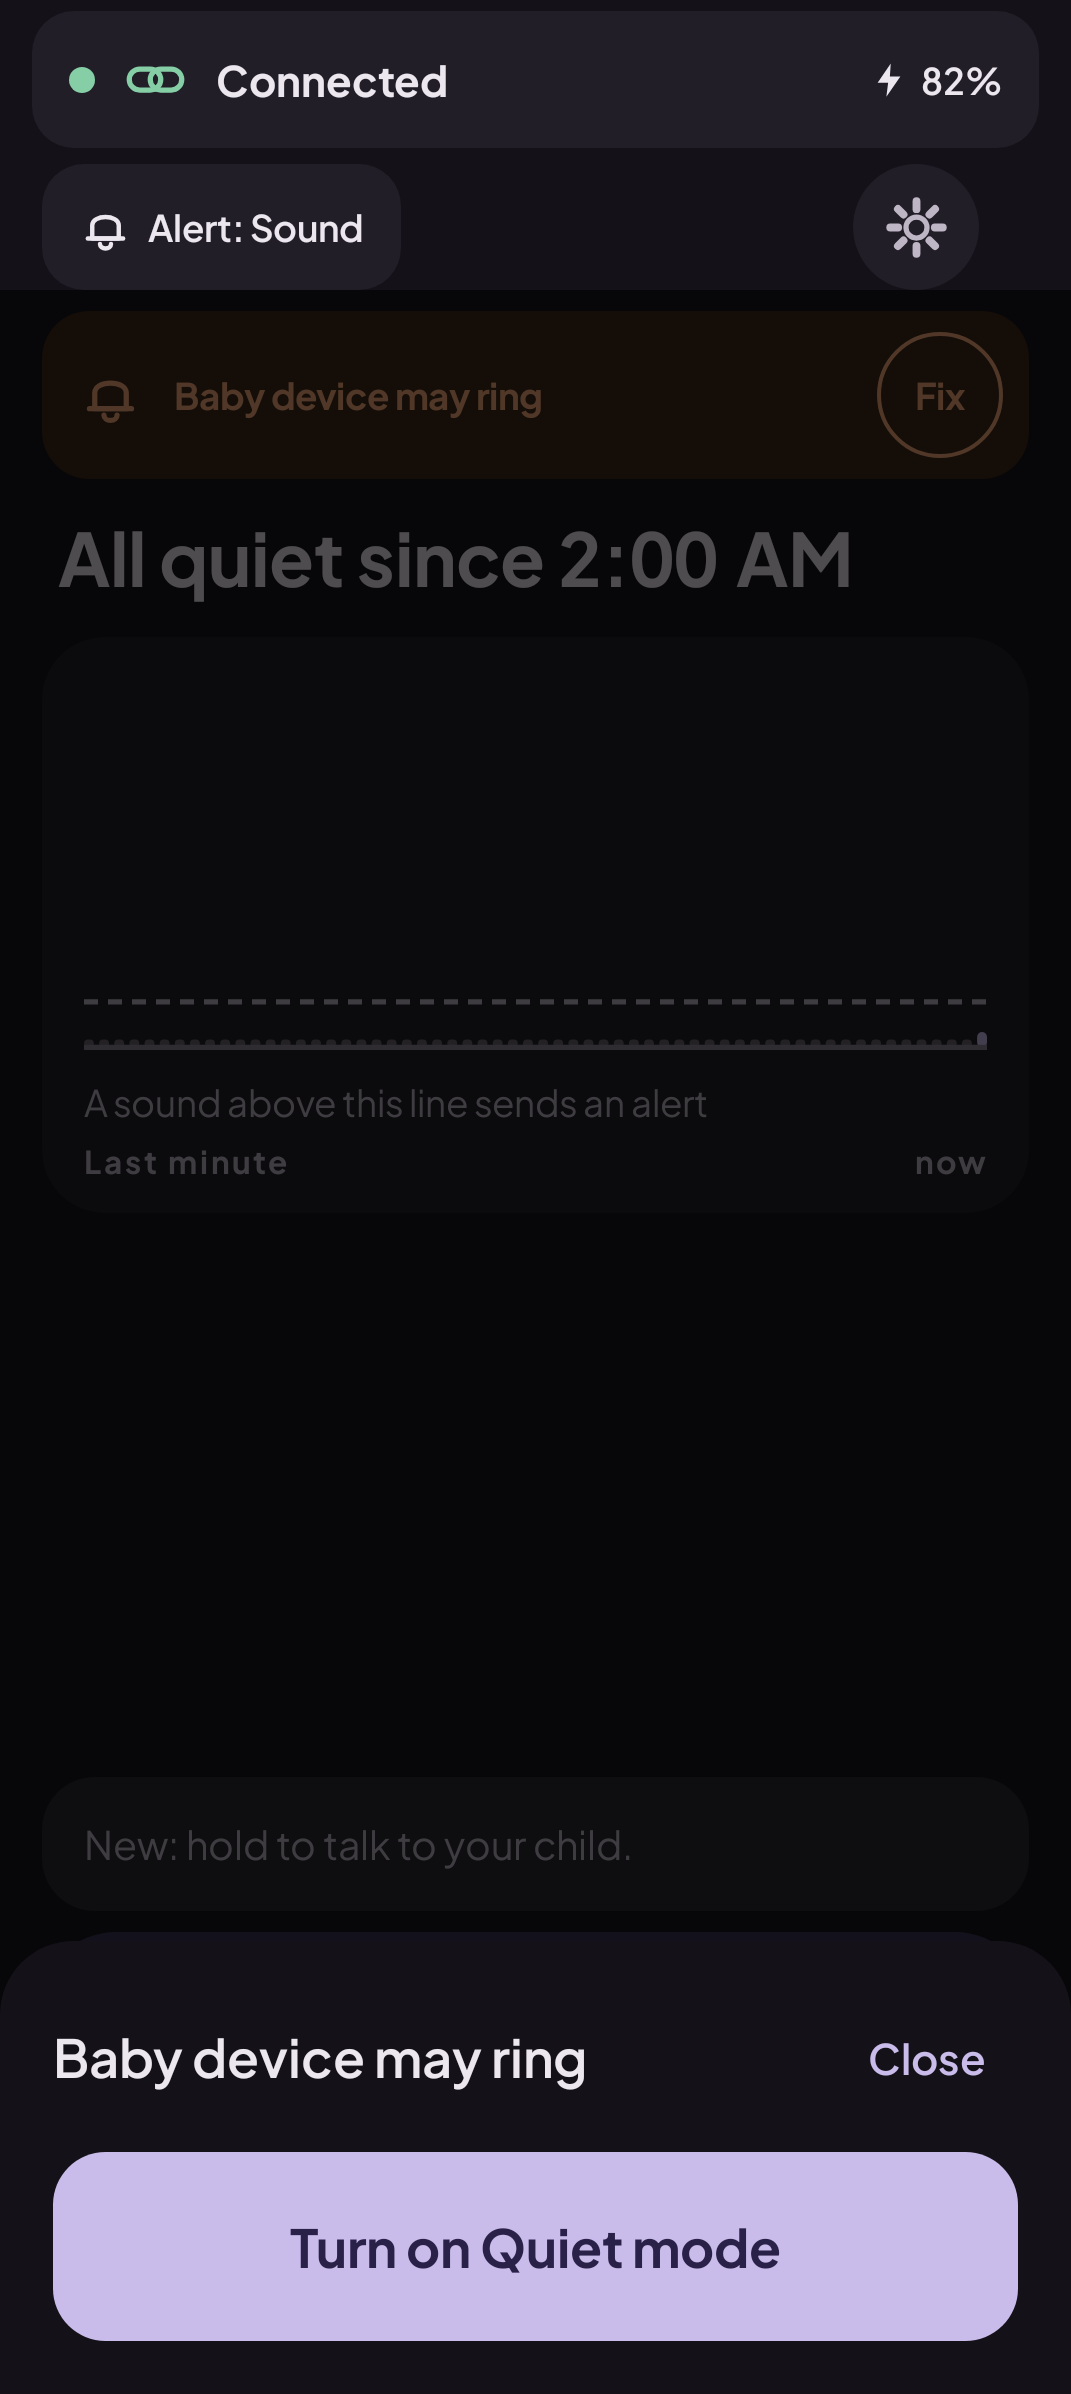 Connected
82%
Alert: Sound
Baby device may ring
Fix
All quiet since 2:00 AM
A sound above this line sends an alert
Last minute
now
New: hold to talk to your child.
Baby device may ring
Close
Turn on Quiet mode